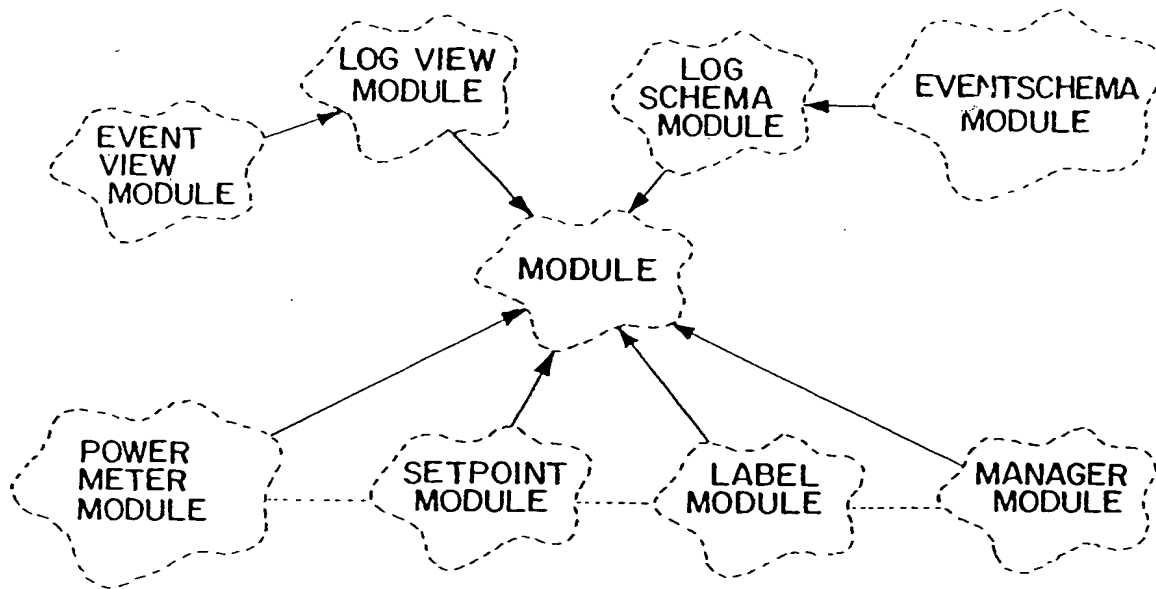 LOG VIEW
MODULE
LOG
SCHEMA
MODULE
EVENTSCHEMA
MODULE
EVENT
VIEW
MODULE
MODULE
POWER
METER
MODULE
SETPOINT
MODULE
LABEL
MODULE
MANAGER
MODULE